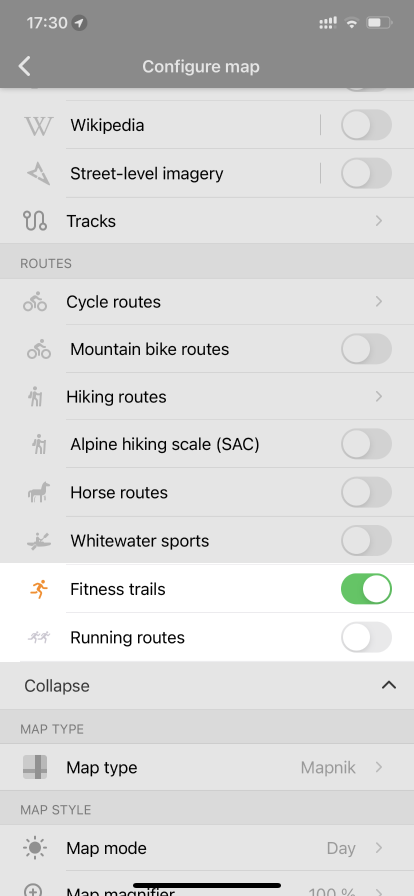 17:30
Configure map
Wikipedia
Street-level imagery
Tracks
ROUTES
Cycle routes
Mountain bike routes
Hiking routes
Alpine hiking scale (SAC)
Horse routes
Whitewater sports
Fitness trails
Running routes
Collapse
MAP TYPE
Map type Mapnik
MAP STYLE
Map mode Day
Map magnifier 100 %